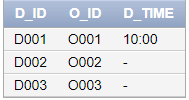 D_ID O_ID D_TIME
D001 O001 10:00
D002 O002 -
D003 O003 -